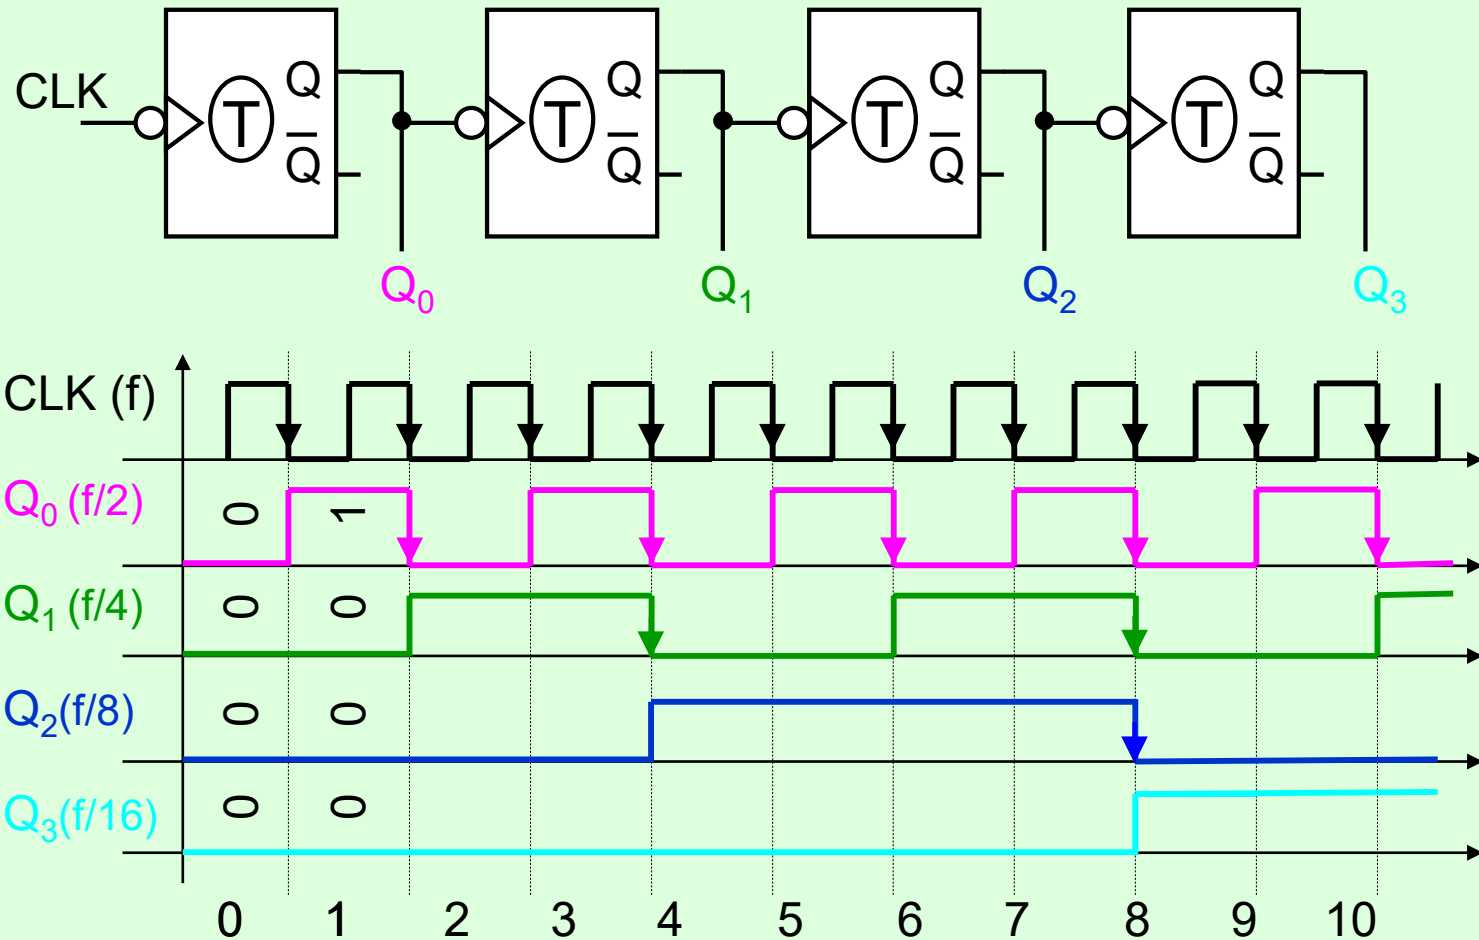 CLK T Q Q̅ T Q Q̅ T Q Q̅ T Q Q̅
Q₀ Q₁ Q₂ Q₃
CLK (f)
Q₀ (f/2) 0 1
Q₁ (f/4) 0 0
Q₂(f/8) 0 0
Q₃(f/16) 0 0
0 1 2 3 4 5 6 7 8 9 10